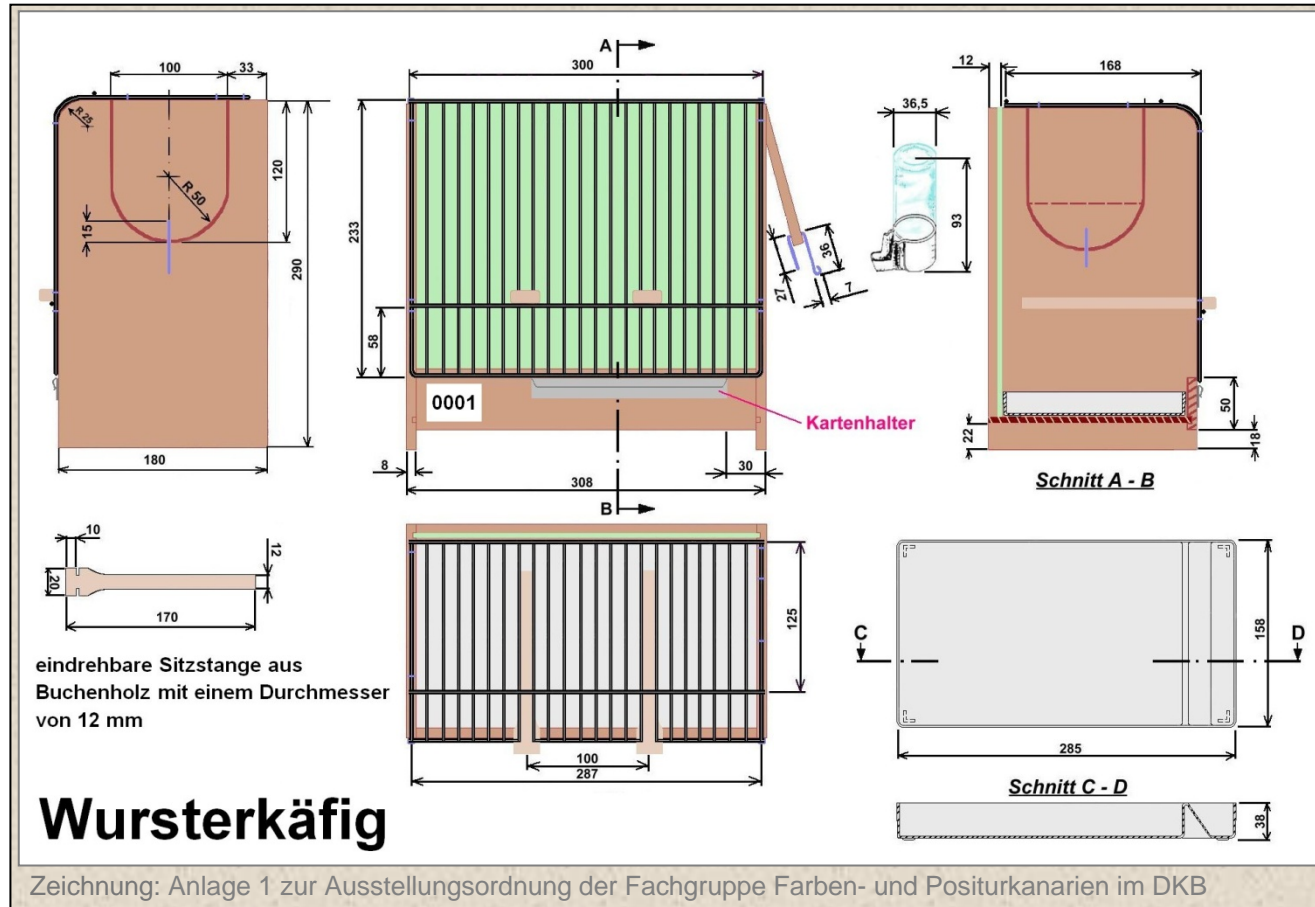 A
100
33
300
12
168
R 25
36,5
120
R 50
15
233
290
93
36
27
7
58
0001
Kartenhalter
50
22
18
8
30
180
308
Schnitt A - B
B
10
12
20
170
125
C
D
158
eindrehbare Sitzstange aus
Buchenholz mit einem Durchmesser
von 12 mm
100
287
285
Schnitt C - D
38
Wursterkäfig
Zeichnung: Anlage 1 zur Ausstellungsordnung der Fachgruppe Farben- und Positurkanarien im DKB